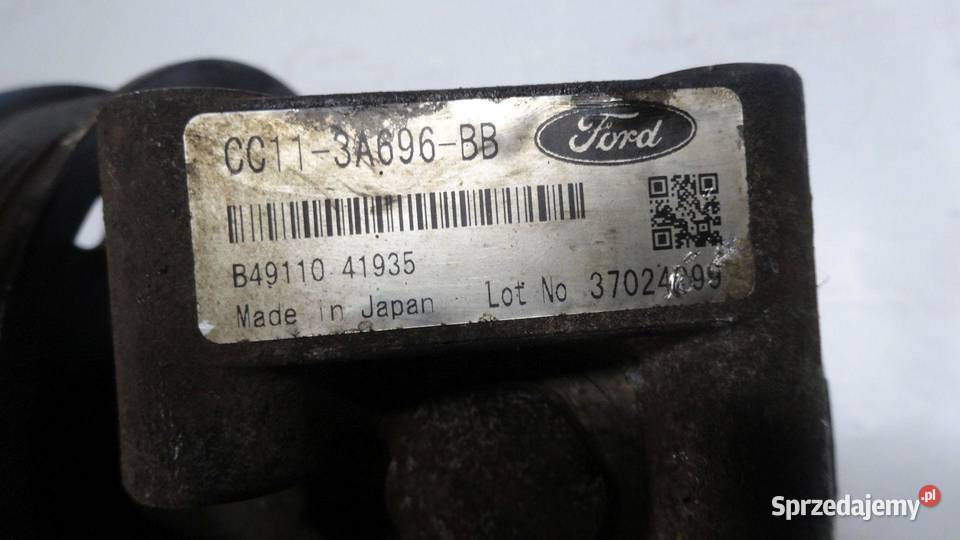 CC11-3A696-BB
Ford
B49110 41935
Made in Japan
Lot No
Sprzedajemy.pl